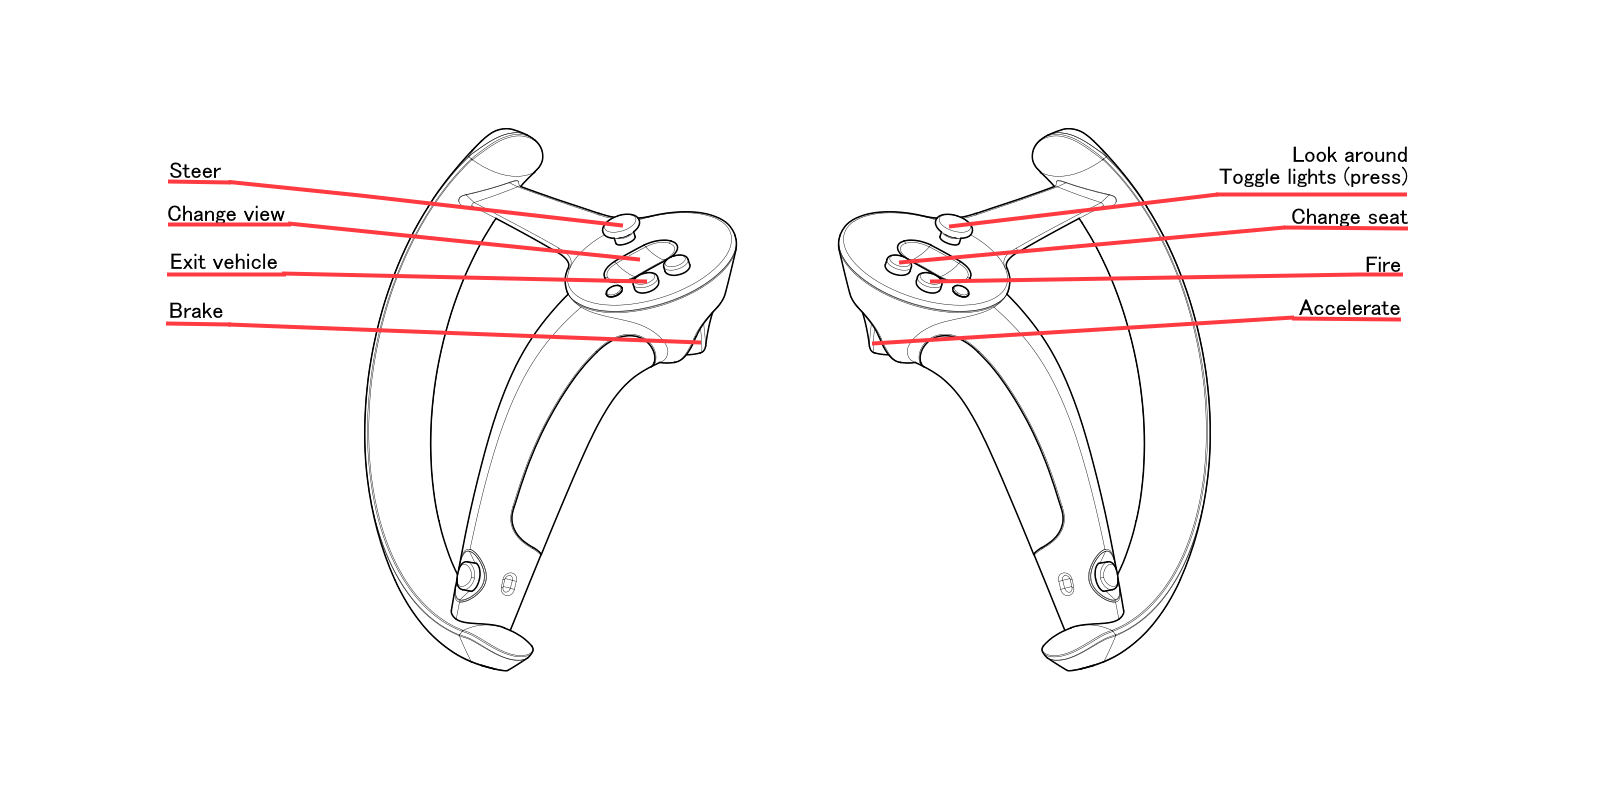 Steer
Change view
Exit vehicle
Brake
Look around
Toggle lights (press)
Change seat
Fire
Accelerate